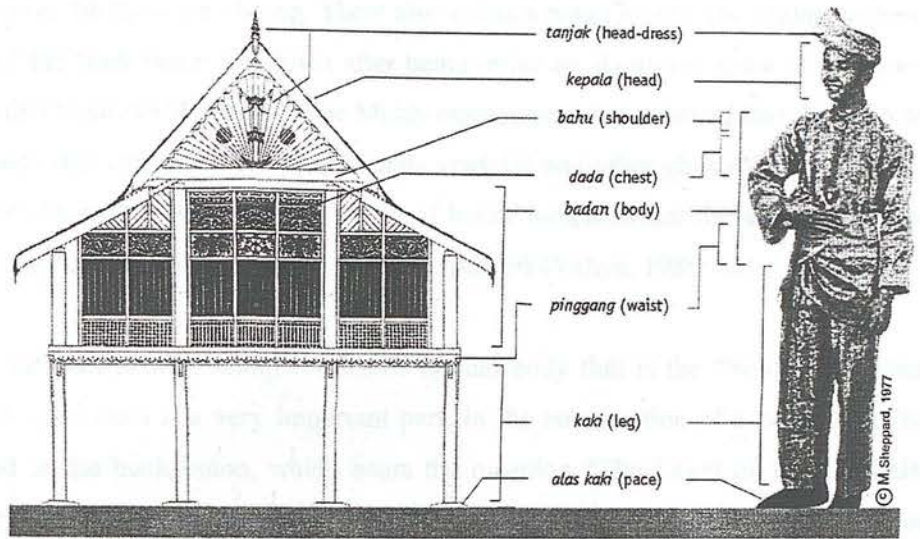 tanjak (head-dress)
kepala (head)
bahu (shoulder)
dada (chest)
badan (body)
pinggang (waist)
kaki (leg)
alas kaki (pace)
© M.Sheppard, 1977